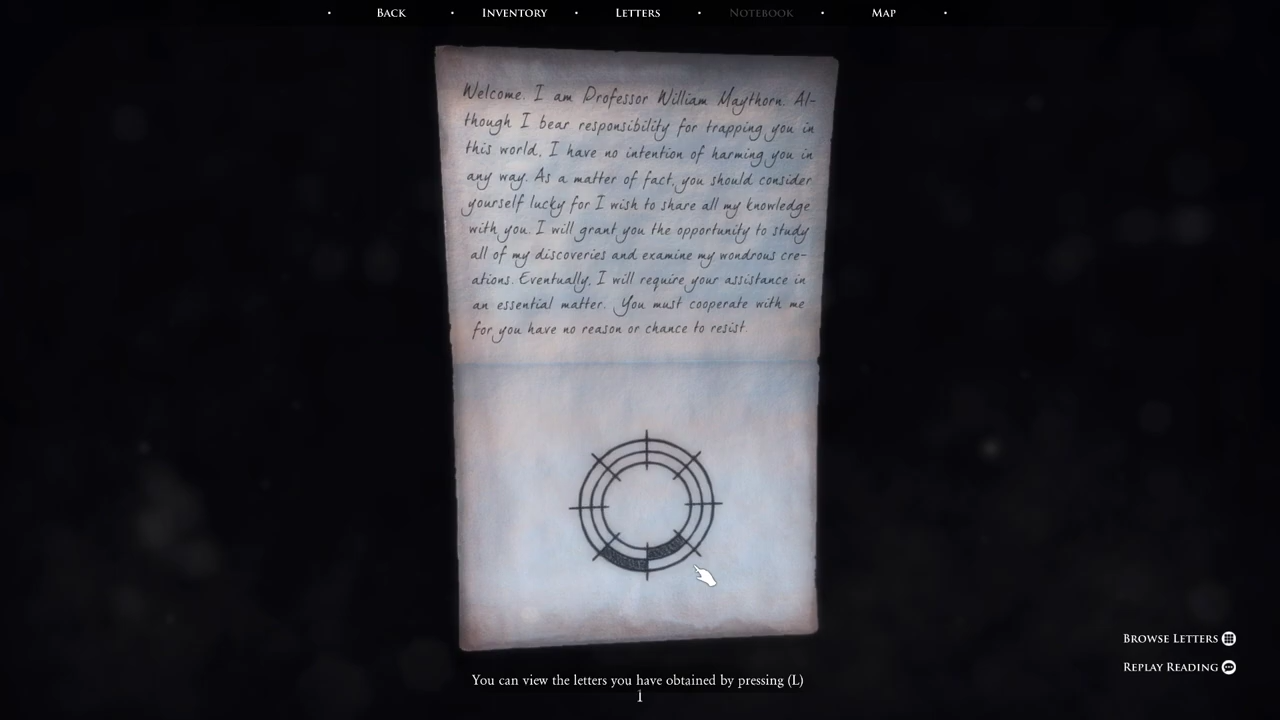 BACK
INVENTORY
LETTERS
NOTEBOOK
MAP
Welcome. I am Professor William Maythorn. Al-
though I bear responsibility for trapping you in
this world, I have no intention of harming you in
any way. As a matter of fact, you should consider
yourself lucky for I wish to share all my knowledge
with you. I will grant you the opportunity to study
all of my discoveries and examine my wondrous cre-
ations. Eventually, I will require your assistance in
an essential matter. You must cooperate with me
for you have no reason or chance to resist.
BROWSE LETTERS
REPLAY READING
You can view the letters you have obtained by pressing (L)
1